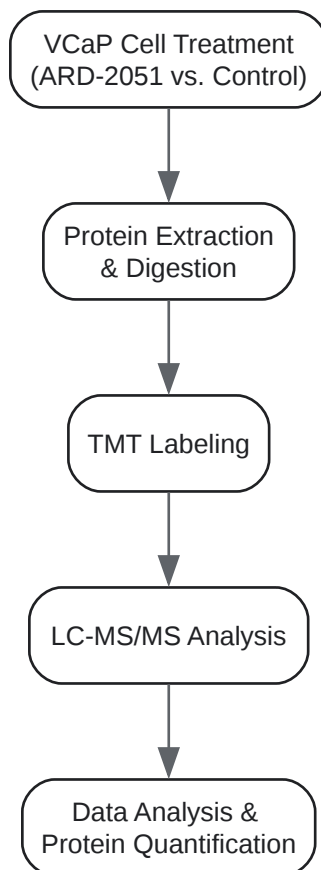 VCaP Cell Treatment
(ARD-2051 vs. Control)
Protein Extraction
& Digestion
TMT Labeling
LC-MS/MS Analysis
Data Analysis &
Protein Quantification